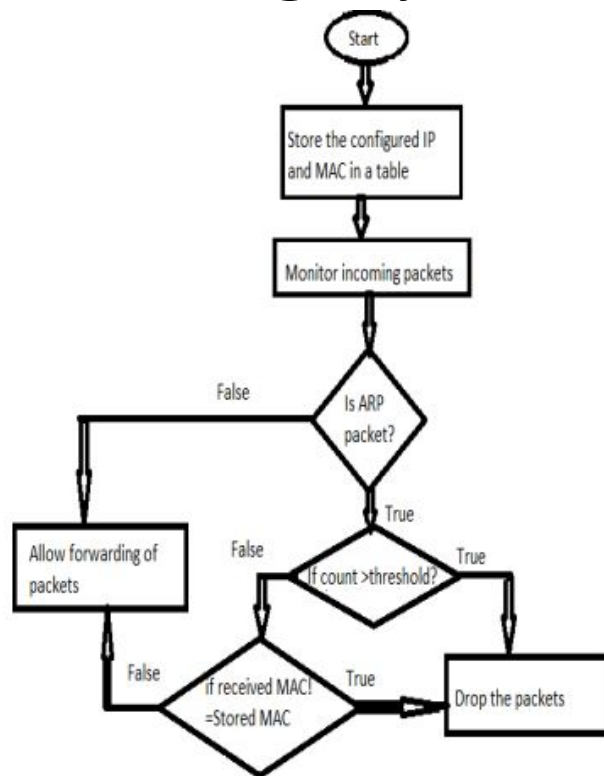 Start
Store the configured IP
and MAC in a table
Monitor incoming packets
False
Is ARP
packet?
True
Allow forwarding of
packets
False
If count >threshold?
True
False
if received MAC!
=Stored MAC
True
Drop the packets